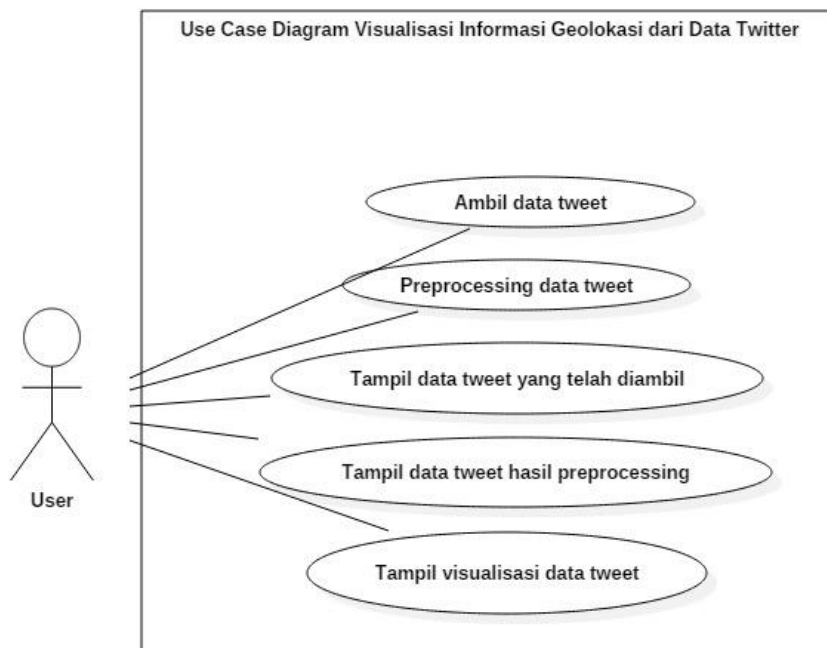 Use Case Diagram Visualisasi Informasi Geolokasi dari Data Twitter
Ambil data tweet
Preprocessing data tweet
Tampil data tweet yang telah diambil
Tampil data tweet hasil preprocessing
User
Tampil visualisasi data tweet